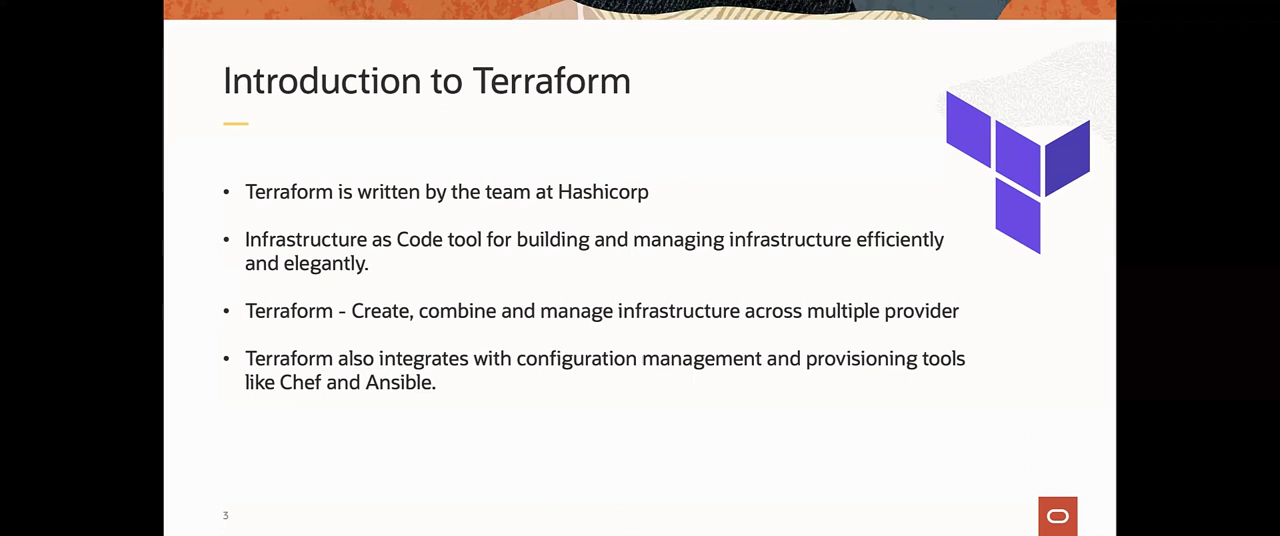 Introduction to Terraform
• Terraform is written by the team at Hashicorp
• Infrastructure as Code tool for building and managing infrastructure efficiently
and elegantly.
• Terraform - Create, combine and manage infrastructure across multiple provider
• Terraform also integrates with configuration management and provisioning tools
like Chef and Ansible.
3